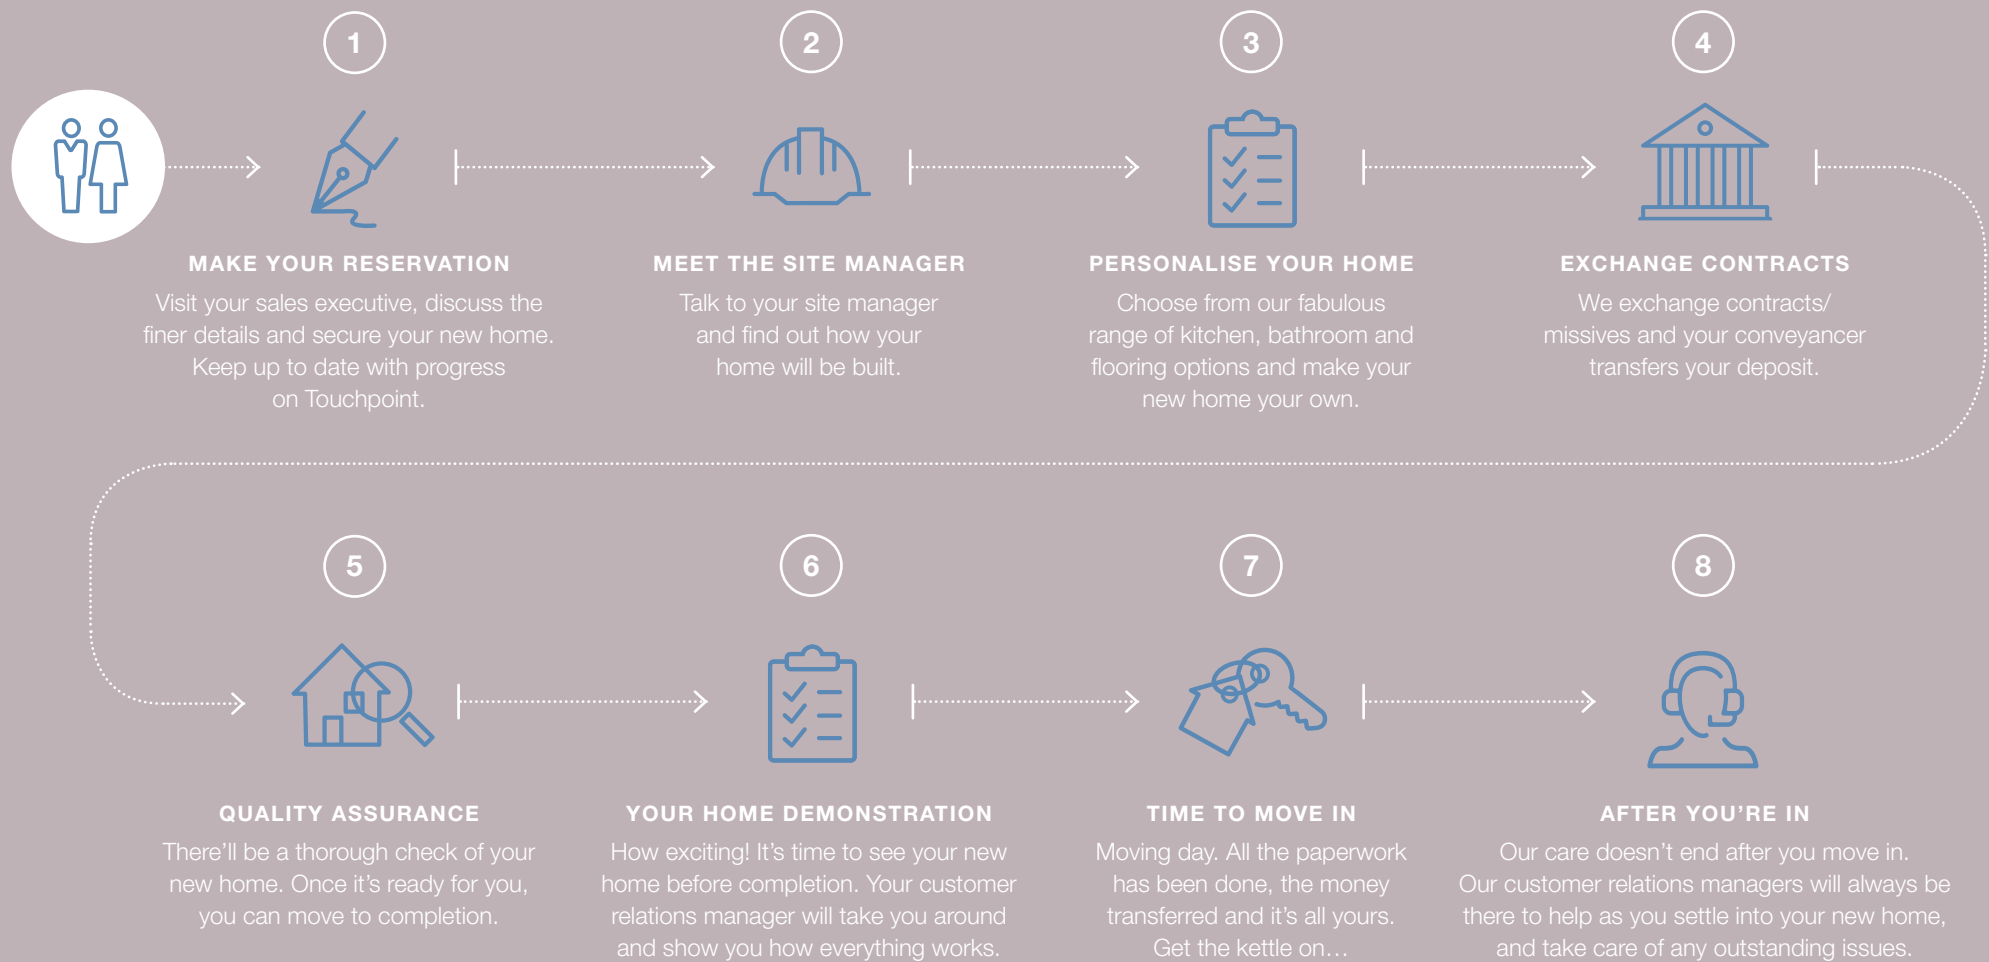 1
MAKE YOUR RESERVATION
Visit your sales executive, discuss the
finer details and secure your new home.
Keep up to date with progress
on Touchpoint.
2
MEET THE SITE MANAGER
Talk to your site manager
and find out how your
home will be built.
3
PERSONALISE YOUR HOME
Choose from our fabulous
range of kitchen, bathroom and
flooring options and make your
new home your own.
4
EXCHANGE CONTRACTS
We exchange contracts/
missives and your conveyancer
transfers your deposit.
5
QUALITY ASSURANCE
There’ll be a thorough check of your
new home. Once it’s ready for you,
you can move to completion.
6
YOUR HOME DEMONSTRATION
How exciting! It’s time to see your new
home before completion. Your customer
relations manager will take you around
and show you how everything works.
7
TIME TO MOVE IN
Moving day. All the paperwork
has been done, the money
transferred and it’s all yours.
Get the kettle on…
8
AFTER YOU’RE IN
Our care doesn’t end after you move in.
Our customer relations managers will always be
there to help as you settle into your new home,
and take care of any outstanding issues.